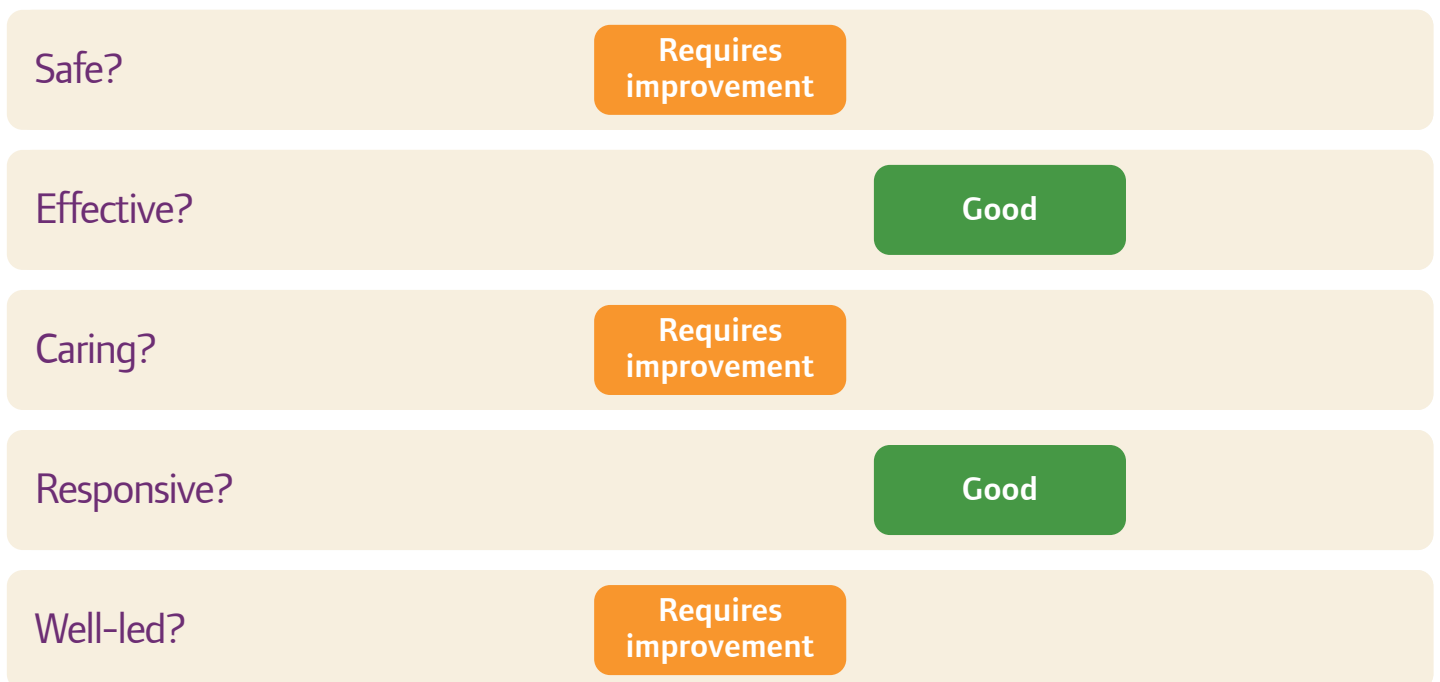 Safe?
Requires
improvement
Effective?
Good
Caring?
Requires
improvement
Responsive?
Good
Well-led?
Requires
improvement